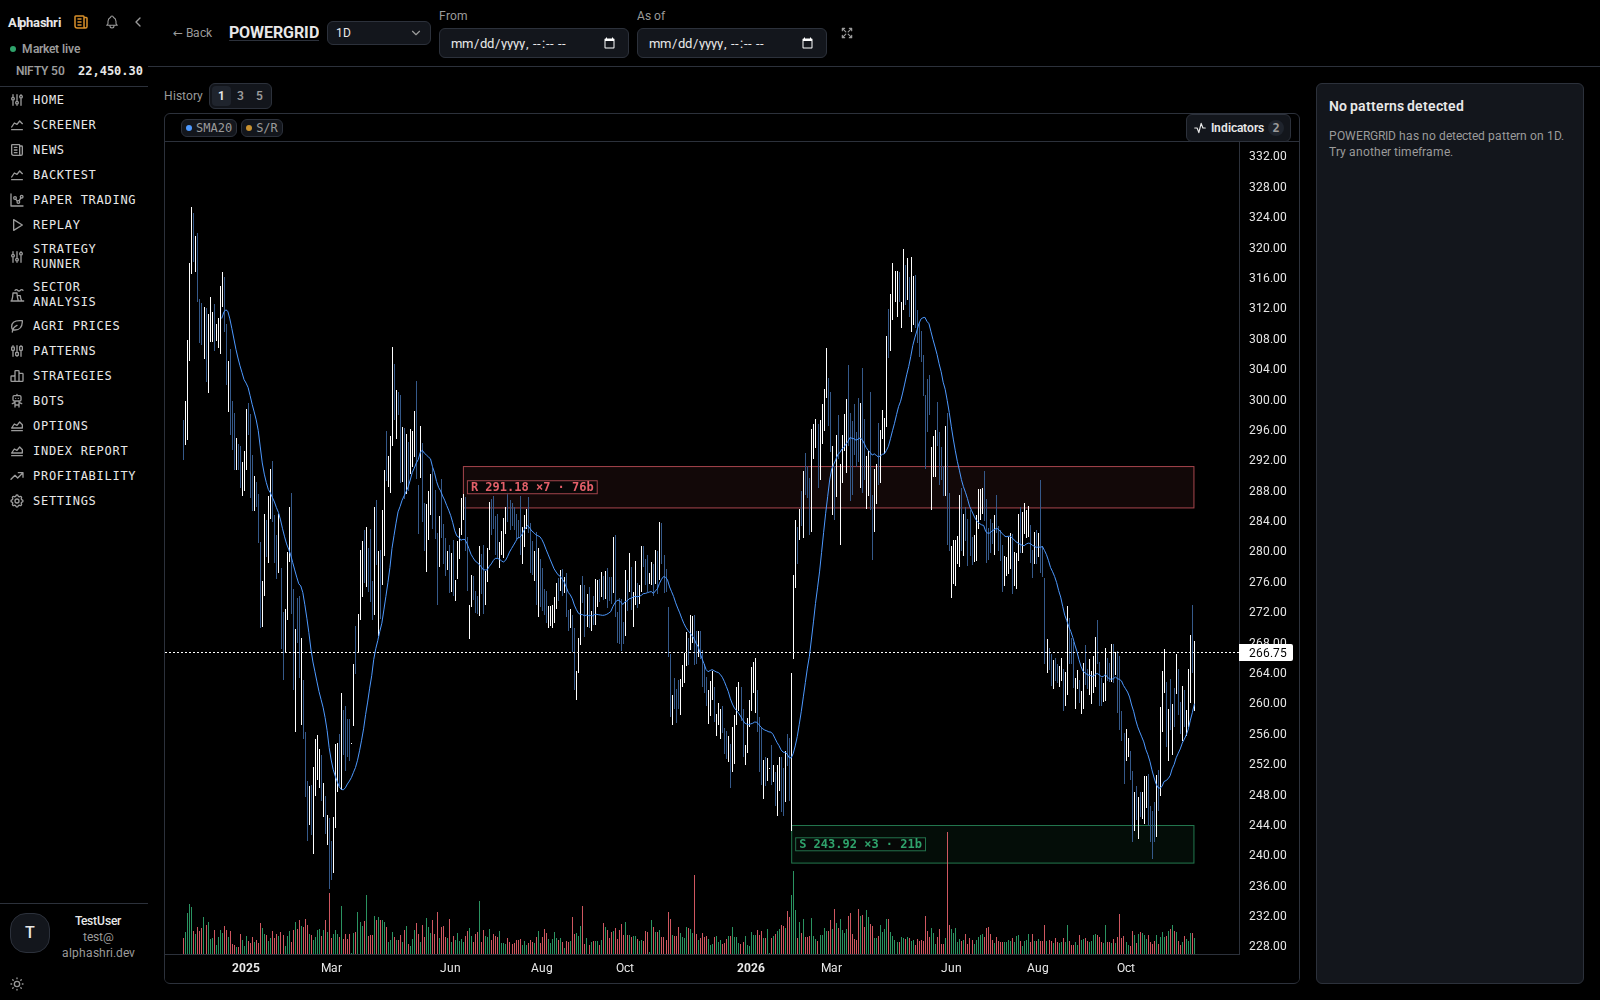 Alphashri
Market live
NIFTY 50 22,450.30
HOME
SCREENER
NEWS
BACKTEST
PAPER TRADING
REPLAY
STRATEGY
RUNNER
SECTOR
ANALYSIS
AGRI PRICES
PATTERNS
STRATEGIES
BOTS
OPTIONS
INDEX REPORT
PROFITABILITY
SETTINGS
T
TestUser
test@
alphashri.dev
← Back
POWERGRID
1D
From
mm/dd/yyyy, --:-- --
As of
mm/dd/yyyy, --:-- --
History 1 3 5
SMA20 S/R
Indicators 2
R 291.18 ×7 · 76b
S 243.92 ×3 · 21b
332.00
328.00
324.00
320.00
316.00
312.00
308.00
304.00
300.00
296.00
292.00
288.00
284.00
280.00
276.00
272.00
268.00
266.75
264.00
260.00
256.00
252.00
248.00
244.00
240.00
236.00
232.00
228.00
2025 Mar Jun Aug Oct 2026 Mar Jun Aug Oct
No patterns detected
POWERGRID has no detected pattern on 1D.
Try another timeframe.